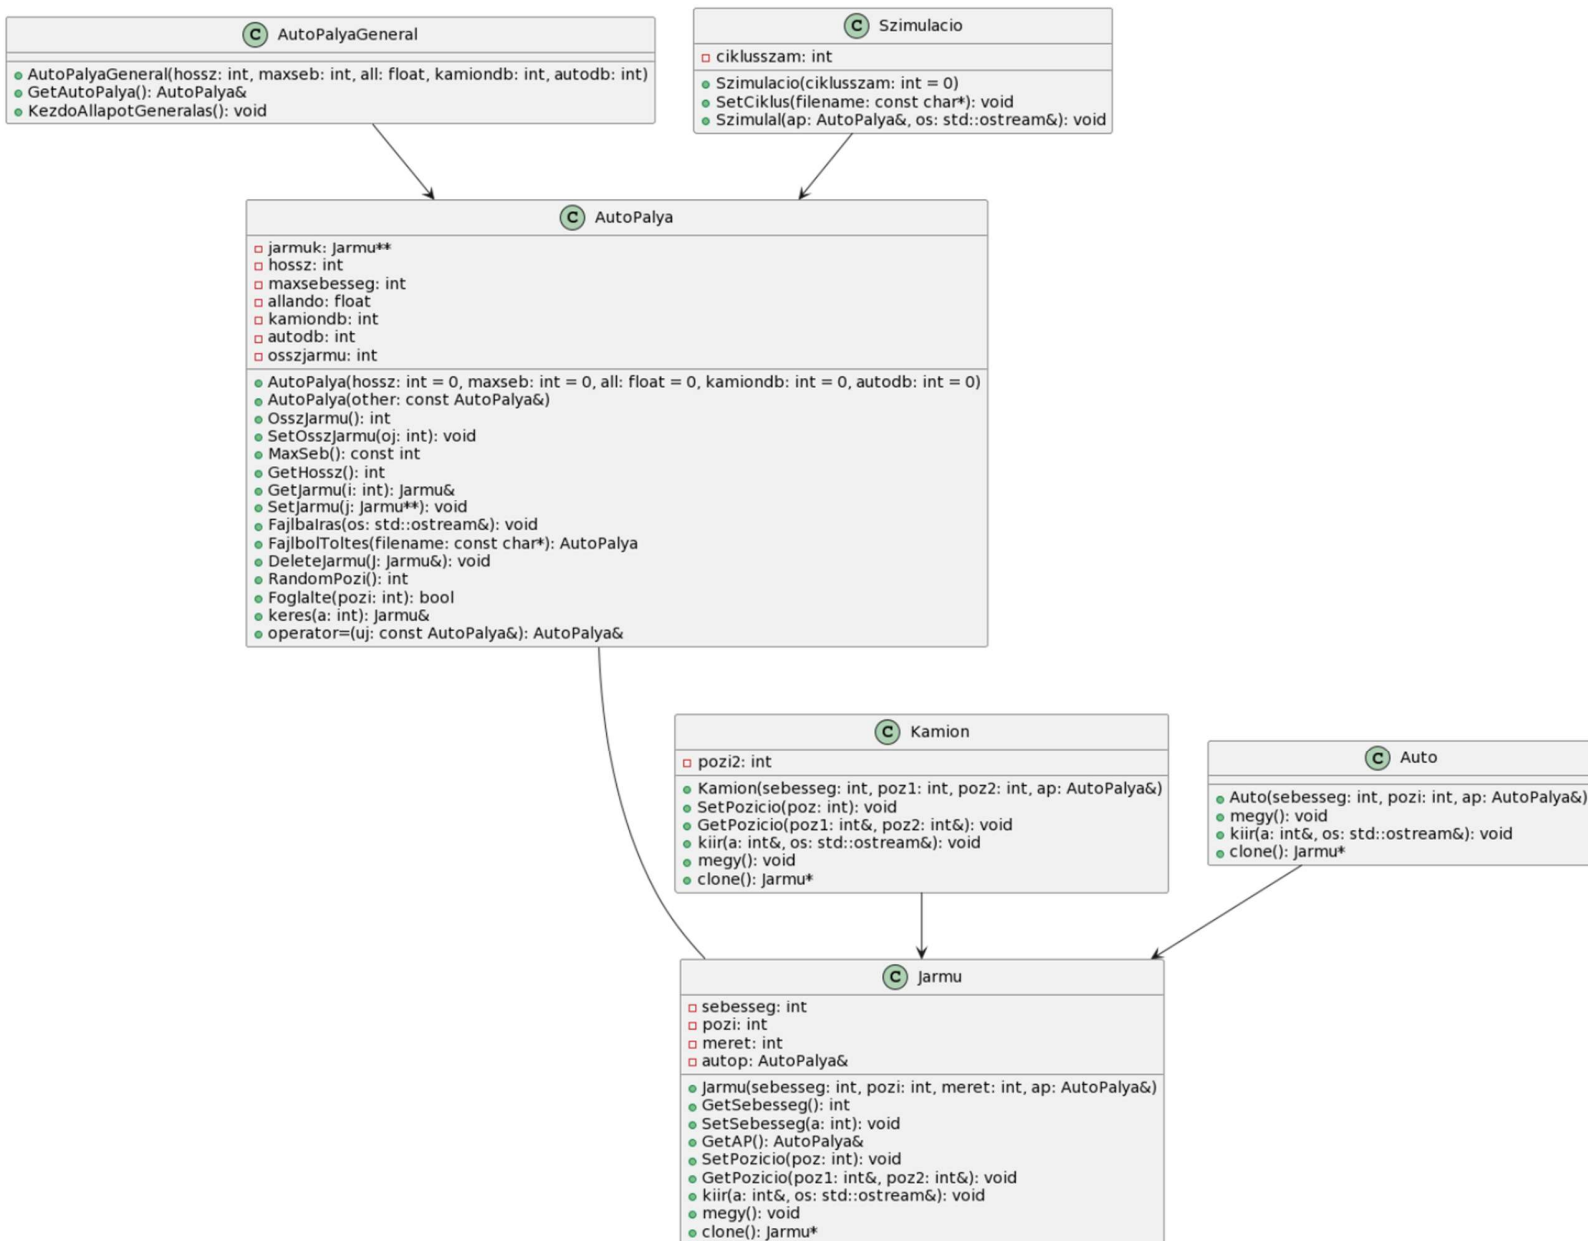 C AutoPalyaGeneral
AutoPalyaGeneral(hossz: int, maxseb: int, all: float, kamiondb: int, autodb: int)
GetAutoPalya(): AutoPalya&
KezdoAllapotGeneralas(): void
C Szimulacio
ciklusszam: int
Szimulacio(ciklusszam: int = 0)
SetCiklus(filename: const char*): void
Szimulal(ap: AutoPalya&, os: std::ostream&): void
C AutoPalya
jarmuk: Jarmu**
hossz: int
maxsebesseg: int
allando: float
kamiondb: int
autodb: int
osszjarmu: int
AutoPalya(hossz: int = 0, maxseb: int = 0, all: float = 0, kamiondb: int = 0, autodb: int = 0)
AutoPalya(other: const AutoPalya&)
OsszJarmu(): int
SetOsszJarmu(oj: int): void
MaxSeb(): const int
GetHossz(): int
GetJarmu(i: int): Jarmu&
SetJarmu(j: Jarmu**): void
FajlbaIras(os: std::ostream&): void
FajlbolToltes(filename: const char*): AutoPalya
DeleteJarmu(J: Jarmu&): void
RandomPozi(): int
Foglalte(pozi: int): bool
keres(a: int): Jarmu&
operator=(uj: const AutoPalya&): AutoPalya&
C Kamion
pozi2: int
Kamion(sebesseg: int, poz1: int, poz2: int, ap: AutoPalya&)
SetPozicio(poz: int): void
GetPozicio(poz1: int&, poz2: int&): void
kiir(a: int&, os: std::ostream&): void
megy(): void
clone(): Jarmu*
C Auto
Auto(sebesseg: int, pozi: int, ap: AutoPalya&)
megy(): void
kiir(a: int&, os: std::ostream&): void
clone(): Jarmu*
C Jarmu
sebesseg: int
pozi: int
meret: int
autop: AutoPalya&
Jarmu(sebesseg: int, pozi: int, meret: int, ap: AutoPalya&)
GetSebesseg(): int
SetSebesseg(a: int): void
GetAP(): AutoPalya&
SetPozicio(poz: int): void
GetPozicio(poz1: int&, poz2: int&): void
kiir(a: int&, os: std::ostream&): void
megy(): void
clone(): Jarmu*